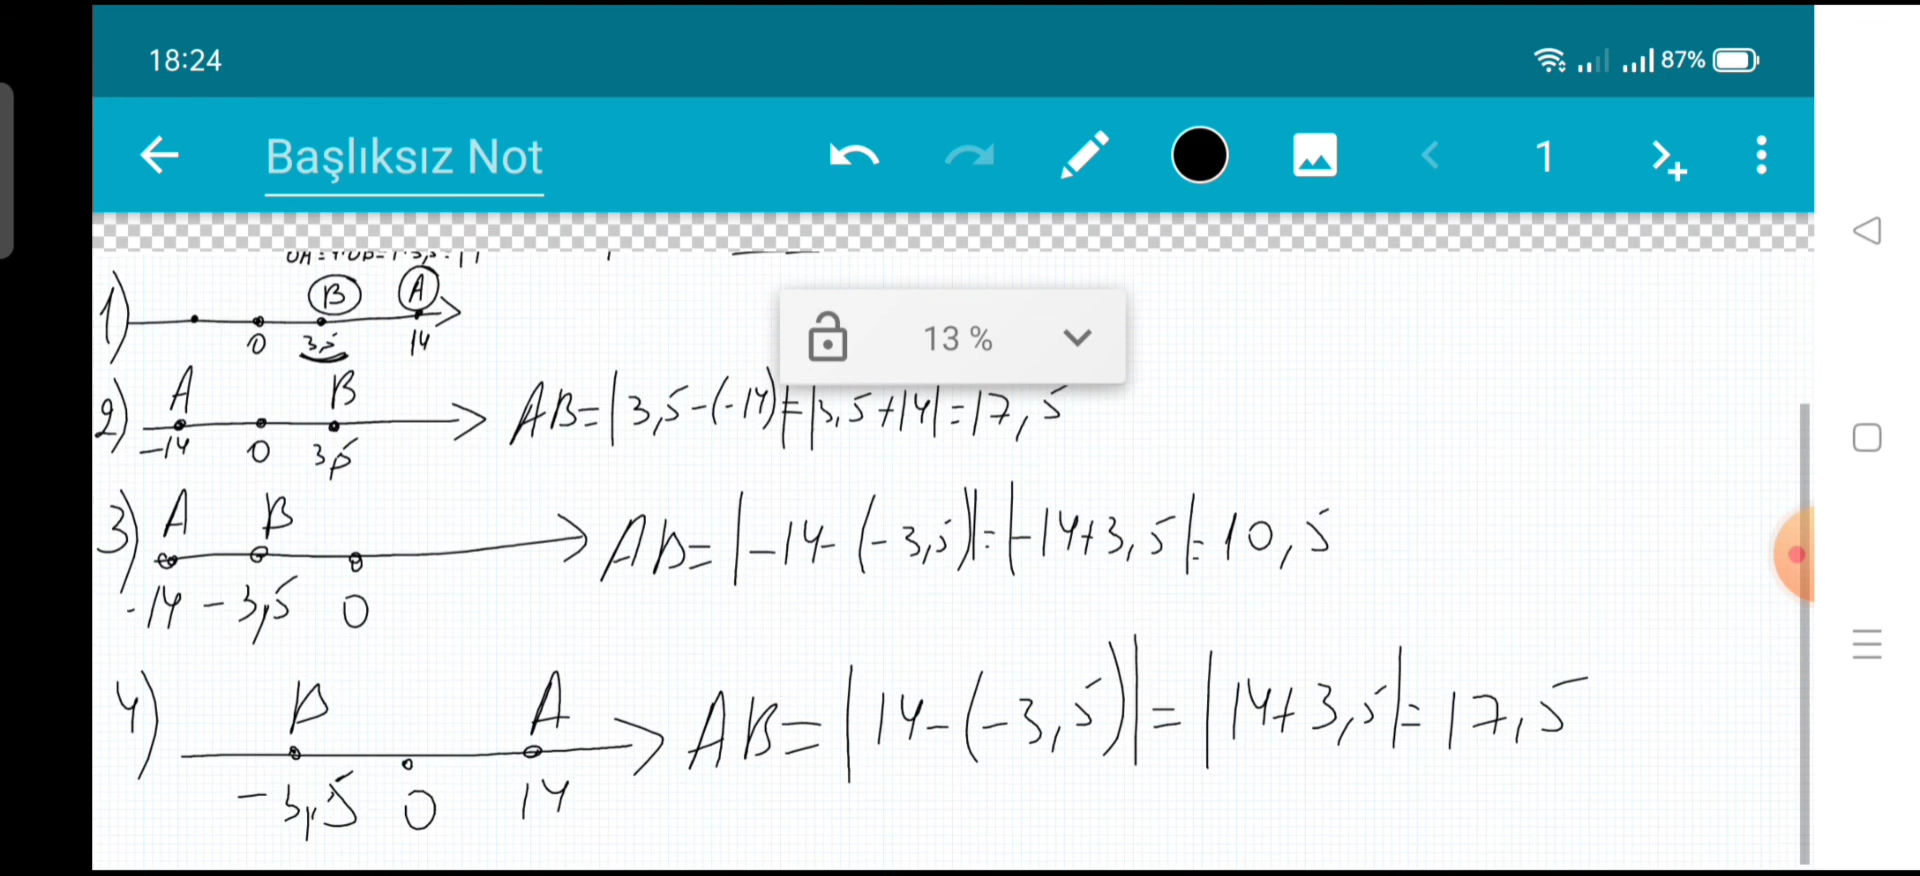 18:24
87%
Başlıksız Not
1
13 %
1)
B A
0 3,5 14
2) A B
-14 0 3,5
AB=|3,5-(-14)|=|3,5+14|=17,5
3) A B
-14 -3,5 0
AB=|-14-(-3,5)|=|-14+3,5|=10,5
4) B A
-3,5 0 14
AB=|14-(-3,5)|=|14+3,5|=17,5